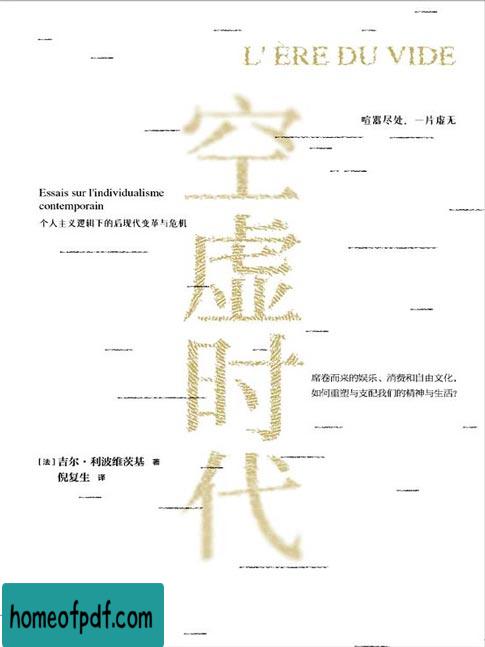 L' ÈRE DU VIDE
喧嚣尽处，一片虚无
空虚时代
Essais sur l'individualisme
contemporain
个人主义逻辑下的后现代变革与危机
席卷而来的娱乐、消费和自由文化，
如何重塑与支配我们的精神与生活？
［法］吉尔·利波维茨基 著
倪复生 译
homeofpdf.com